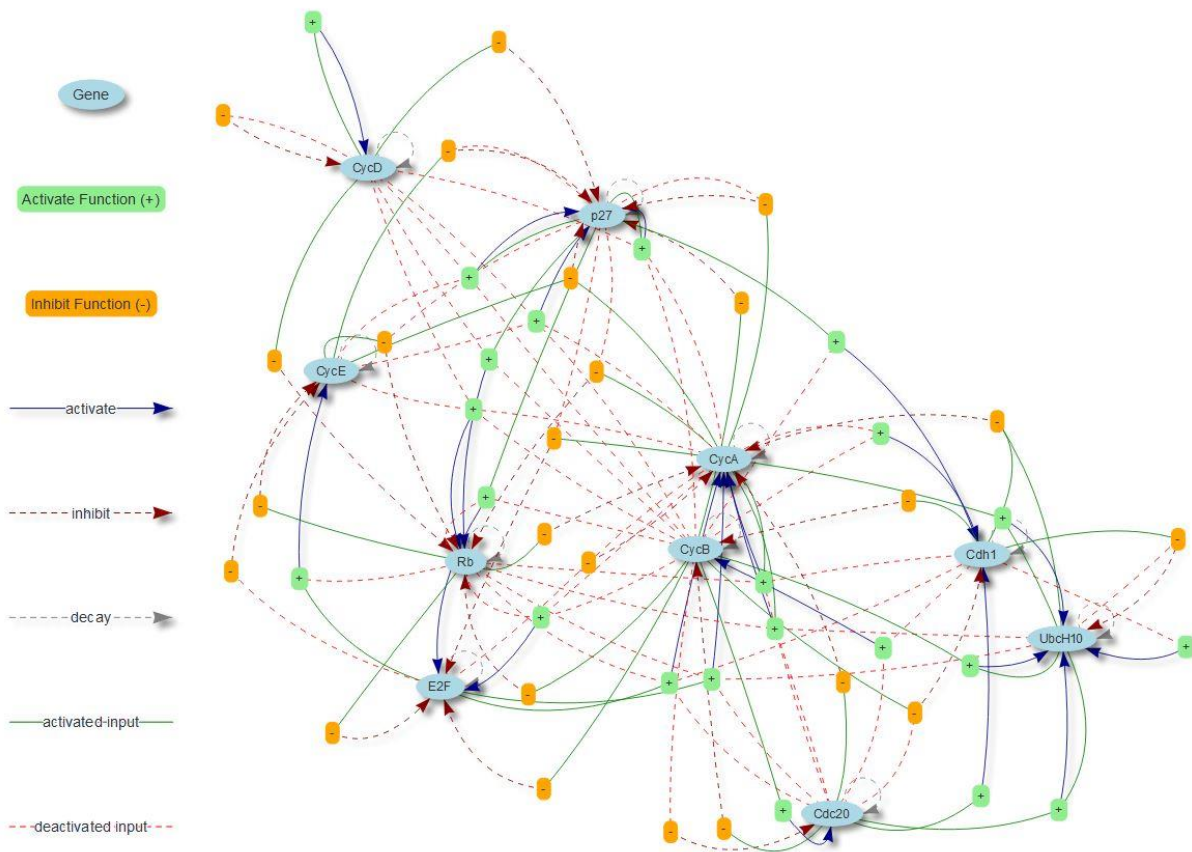 Gene
Activate Function (+)
Inhibit Function (-)
activate
inhibit
decay
activated-input
deactivated input
+
-
-
CycD
-
p27
-
+
+
-
-
+
+
-
CycE
-
+
-
+
-
+
-
CycA
-
+
-
+
-
-
CycB
Cdh1
-
Rb
-
-
+
+
+
+
UbcH10
+
+
+
E2F
+
+
-
-
-
-
-
+
+
Cdc20
+
-
-